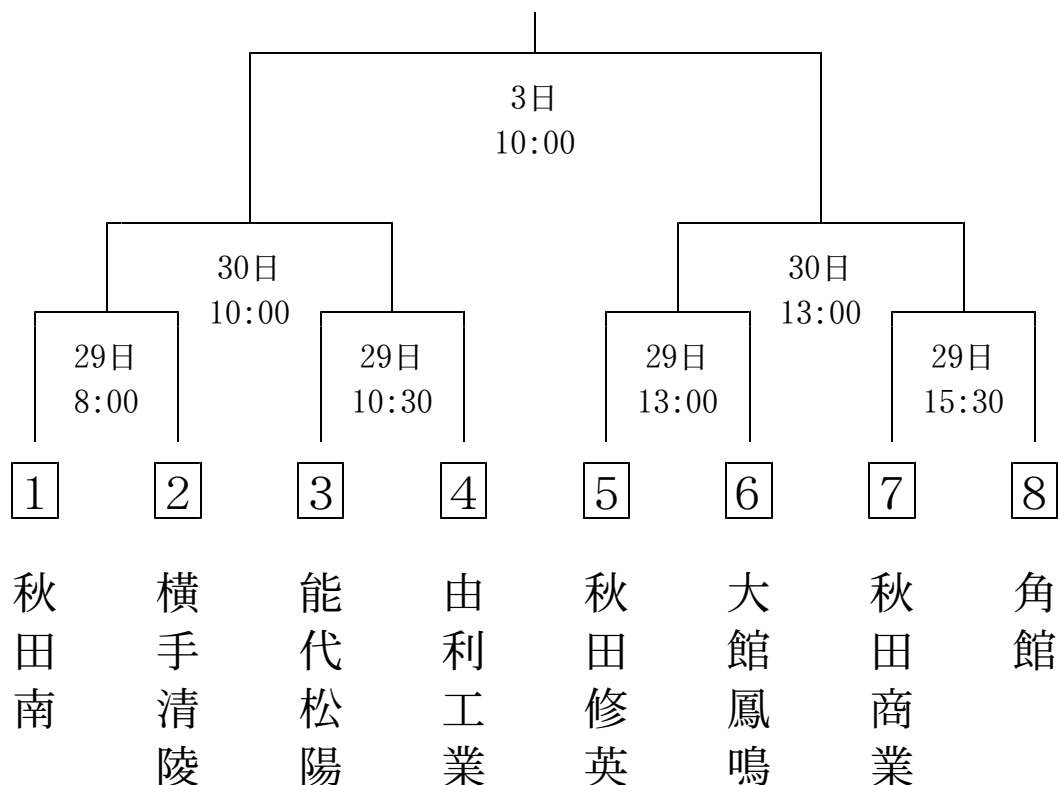 3日
10:00
30日
10:00
30日
13:00
29日
8:00
29日
10:30
29日
13:00
29日
15:30
1
2
3
4
5
6
7
8
秋田南
横手清陵
能代松陽
由利工業
秋田修英
大館鳳鳴
秋田商業
角館